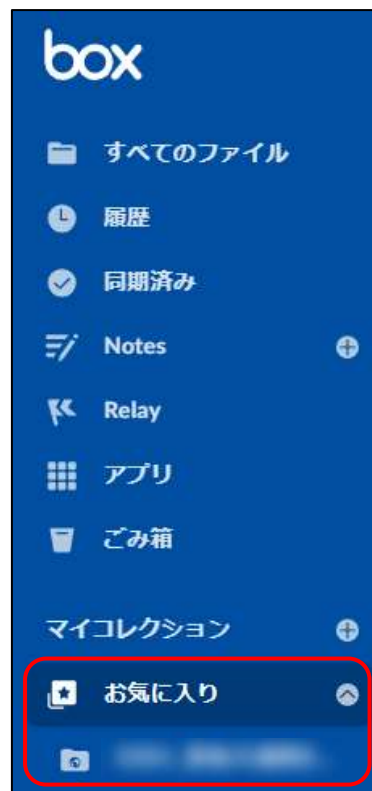 box
すべてのファイル
履歴
同期済み
Notes
Relay
アプリ
ごみ箱
マイコレクション
お気に入り